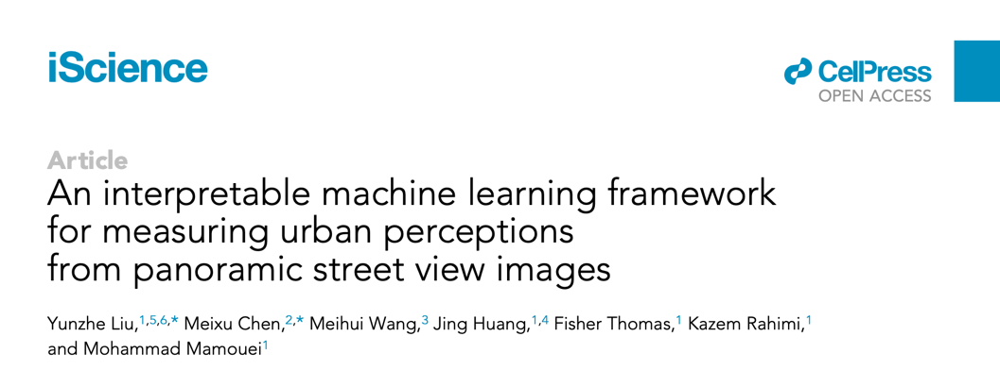 iScience
CellPress
OPEN ACCESS
Article
An interpretable machine learning framework
for measuring urban perceptions
from panoramic street view images
Yunzhe Liu,1,5,6,* Meixu Chen,2,* Meihui Wang,3 Jing Huang,1,4 Fisher Thomas,1 Kazem Rahimi,1
and Mohammad Mamouei1